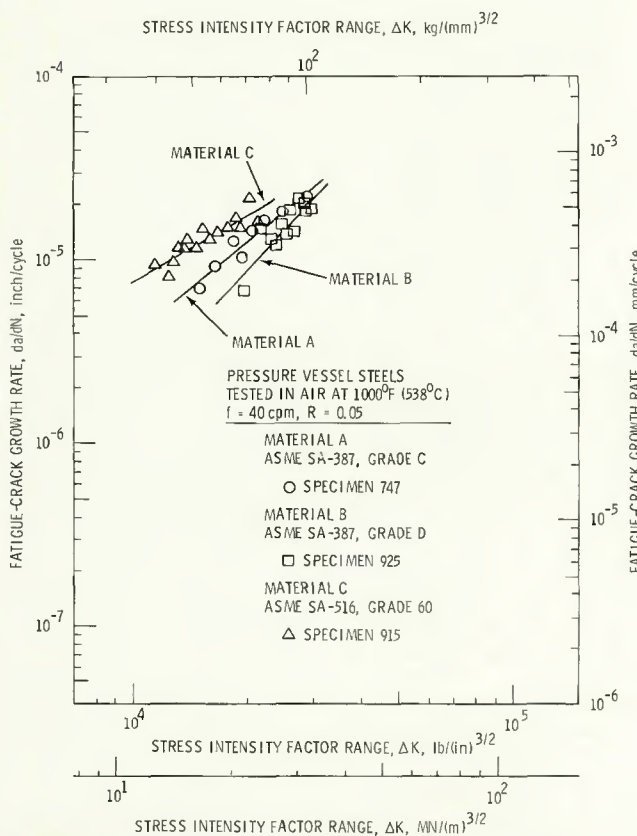 STRESS INTENSITY FACTOR RANGE, ΔK, kg/(mm)^3/2
10^2
10^-4
10^-3
MATERIAL C
10^-5
MATERIAL B
10^-4
MATERIAL A
PRESSURE VESSEL STEELS
TESTED IN AIR AT 1000°F (538°C)
f = 40 cpm, R = 0.05
10^-6
MATERIAL A
ASME SA-387, GRADE C
○ SPECIMEN 747
MATERIAL B
ASME SA-387, GRADE D
10^-5
□ SPECIMEN 925
MATERIAL C
ASME SA-516, GRADE 60
10^-7
△ SPECIMEN 915
10^-6
FATIGUE-CRACK GROWTH RATE, da/dN, inch/cycle
FATIGUE-CRACK GROWTH RATE, da/dN, mm/cycle
10^4
10^5
STRESS INTENSITY FACTOR RANGE, ΔK, lb/(in)^3/2
10^1
10^2
STRESS INTENSITY FACTOR RANGE, ΔK, MN/(m)^3/2